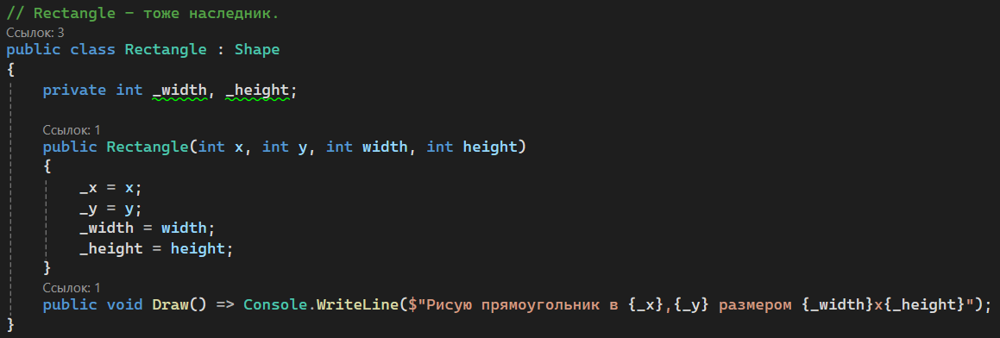 // Rectangle — тоже наследник.
Ссылок: 3
public class Rectangle : Shape
{
    private int _width, _height;
    Ссылок: 1
    public Rectangle(int x, int y, int width, int height)
    {
        _x = x;
        _y = y;
        _width = width;
        _height = height;
    }
    Ссылок: 1
    public void Draw() => Console.WriteLine($"Рисую прямоугольник в {_x},{_y} размером {_width}x{_height}");
}